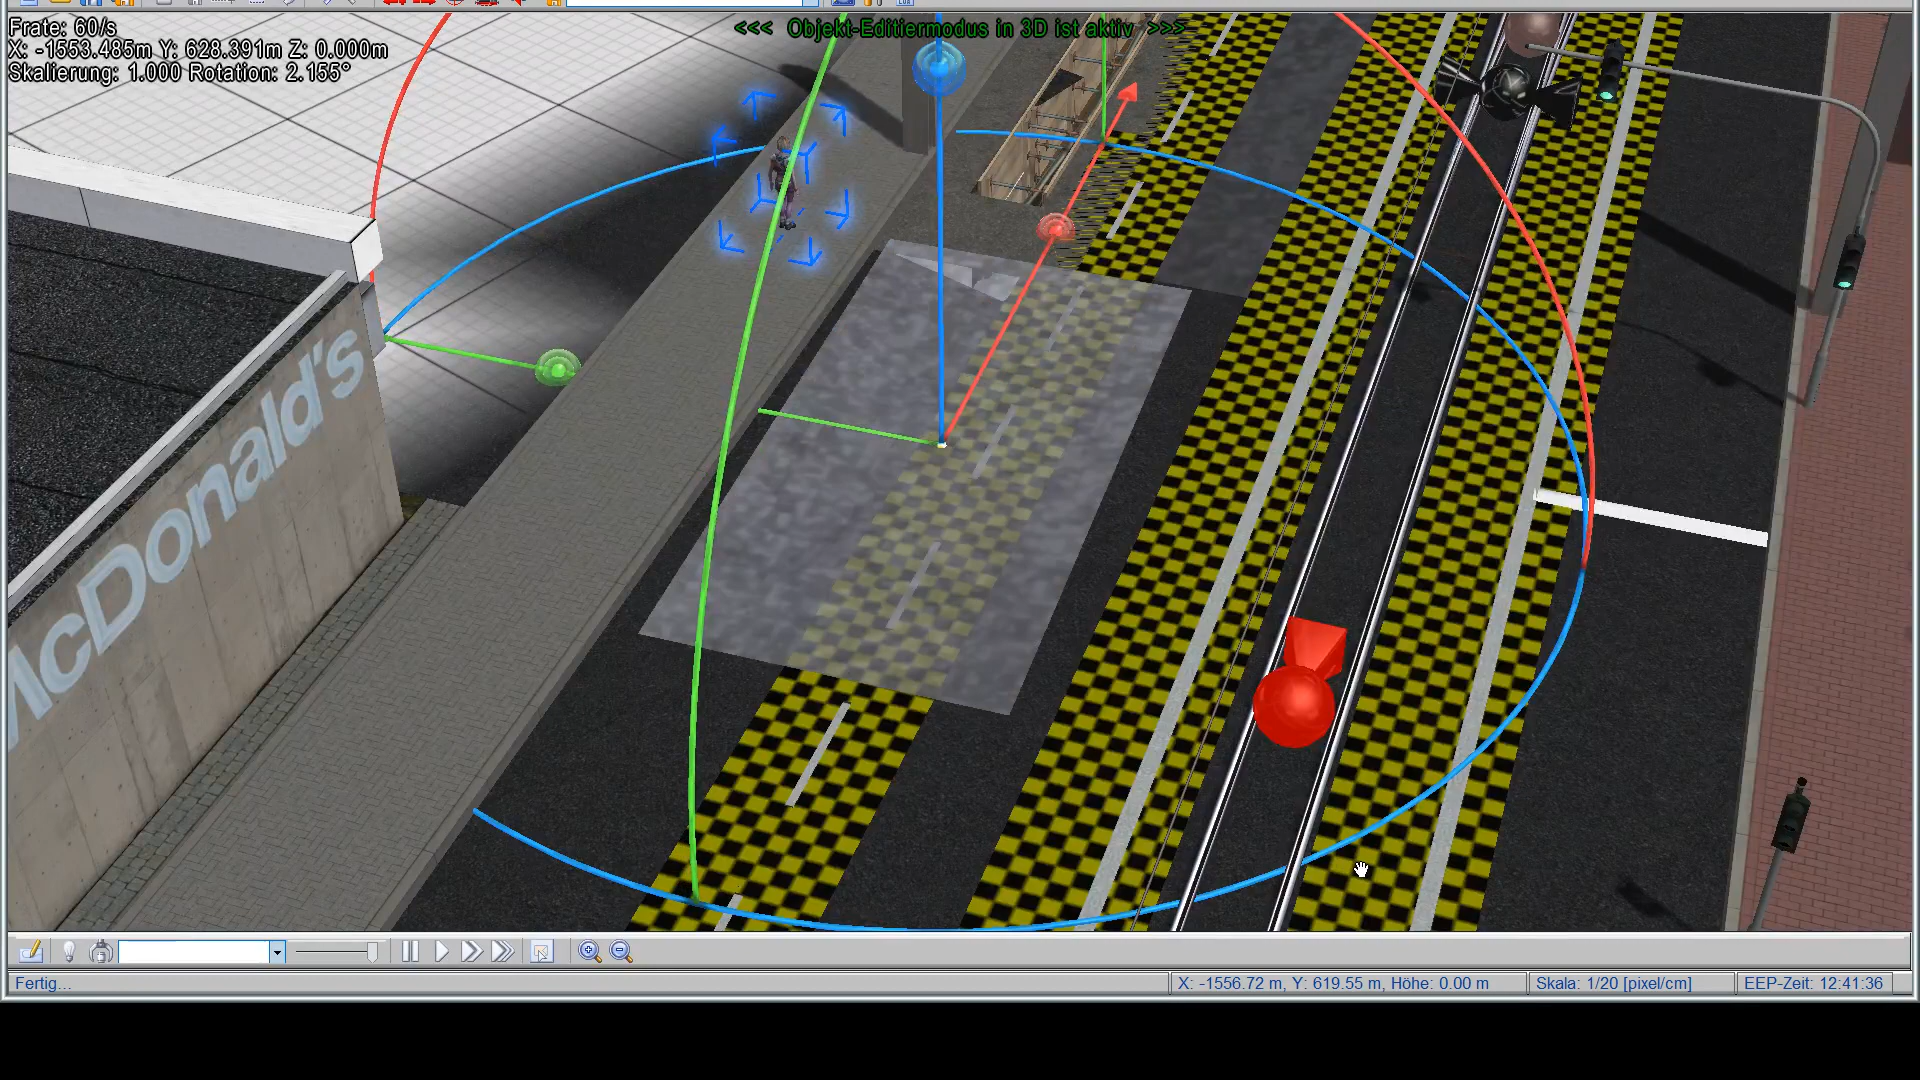 <<< Objekt-Editiermodus in 3D ist aktiv >>>
Frate: 60/s
X: -1553.485m Y: 628.391m Z: 0.000m
Skalierung: 1.000 Rotation: 2.155°
McDonald's
Fertig...
X: -1556.72 m, Y: 619.55 m, Höhe: 0.00 m
Skala: 1/20 [pixel/cm]
EEP-Zeit: 12:41:36